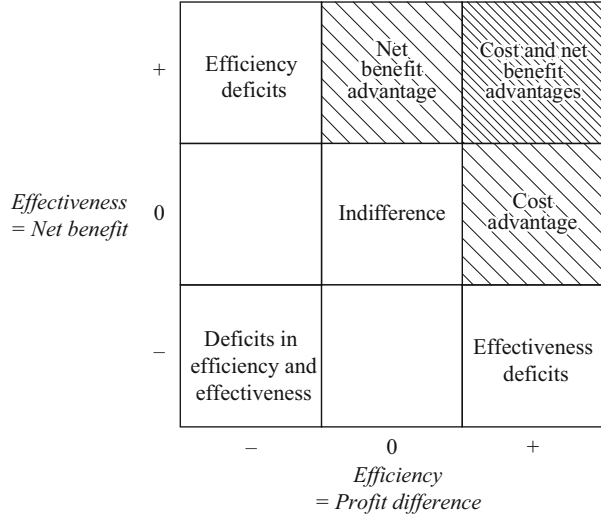 +
Efficiency
deficits
Net
benefit
advantage
Cost and net
benefit
advantages
Effectiveness
= Net benefit
0
Indifference
Cost
advantage
–
Deficits in
efficiency and
effectiveness
Effectiveness
deficits
– 0 +
Efficiency
= Profit difference